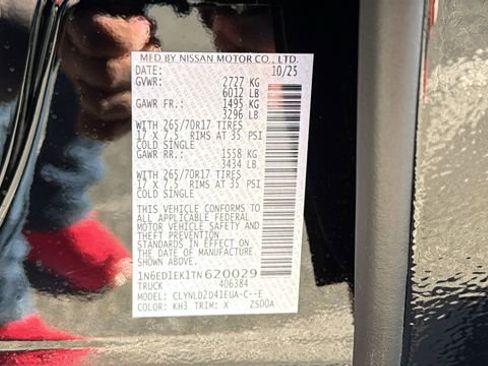 MFD BY NISSAN MOTOR CO., LTD.
DATE: 10/25
GVWR: 2727 KG
6012 LB
GAWR FR.: 1495 KG
3296 LB
WITH 265/70R17 TIRES
17 X 7.5 RIMS AT 35 PSI
COLD SINGLE
GAWR RR.: 1558 KG
3434 LB
WITH 265/70R17 TIRES
17 X 7.5 RIMS AT 35 PSI
COLD SINGLE
THIS VEHICLE CONFORMS TO
ALL APPLICABLE FEDERAL
MOTOR VEHICLE SAFETY AND
THEFT PREVENTION
STANDARDS IN EFFECT ON
THE DATE OF MANUFACTURE
SHOWN ABOVE.
1N6ED1EK1TN620029
TRUCK 406384
MODEL: CLYNLD2D41EUA-C--E
COLOR: KH3 TRIM: X 2S00A